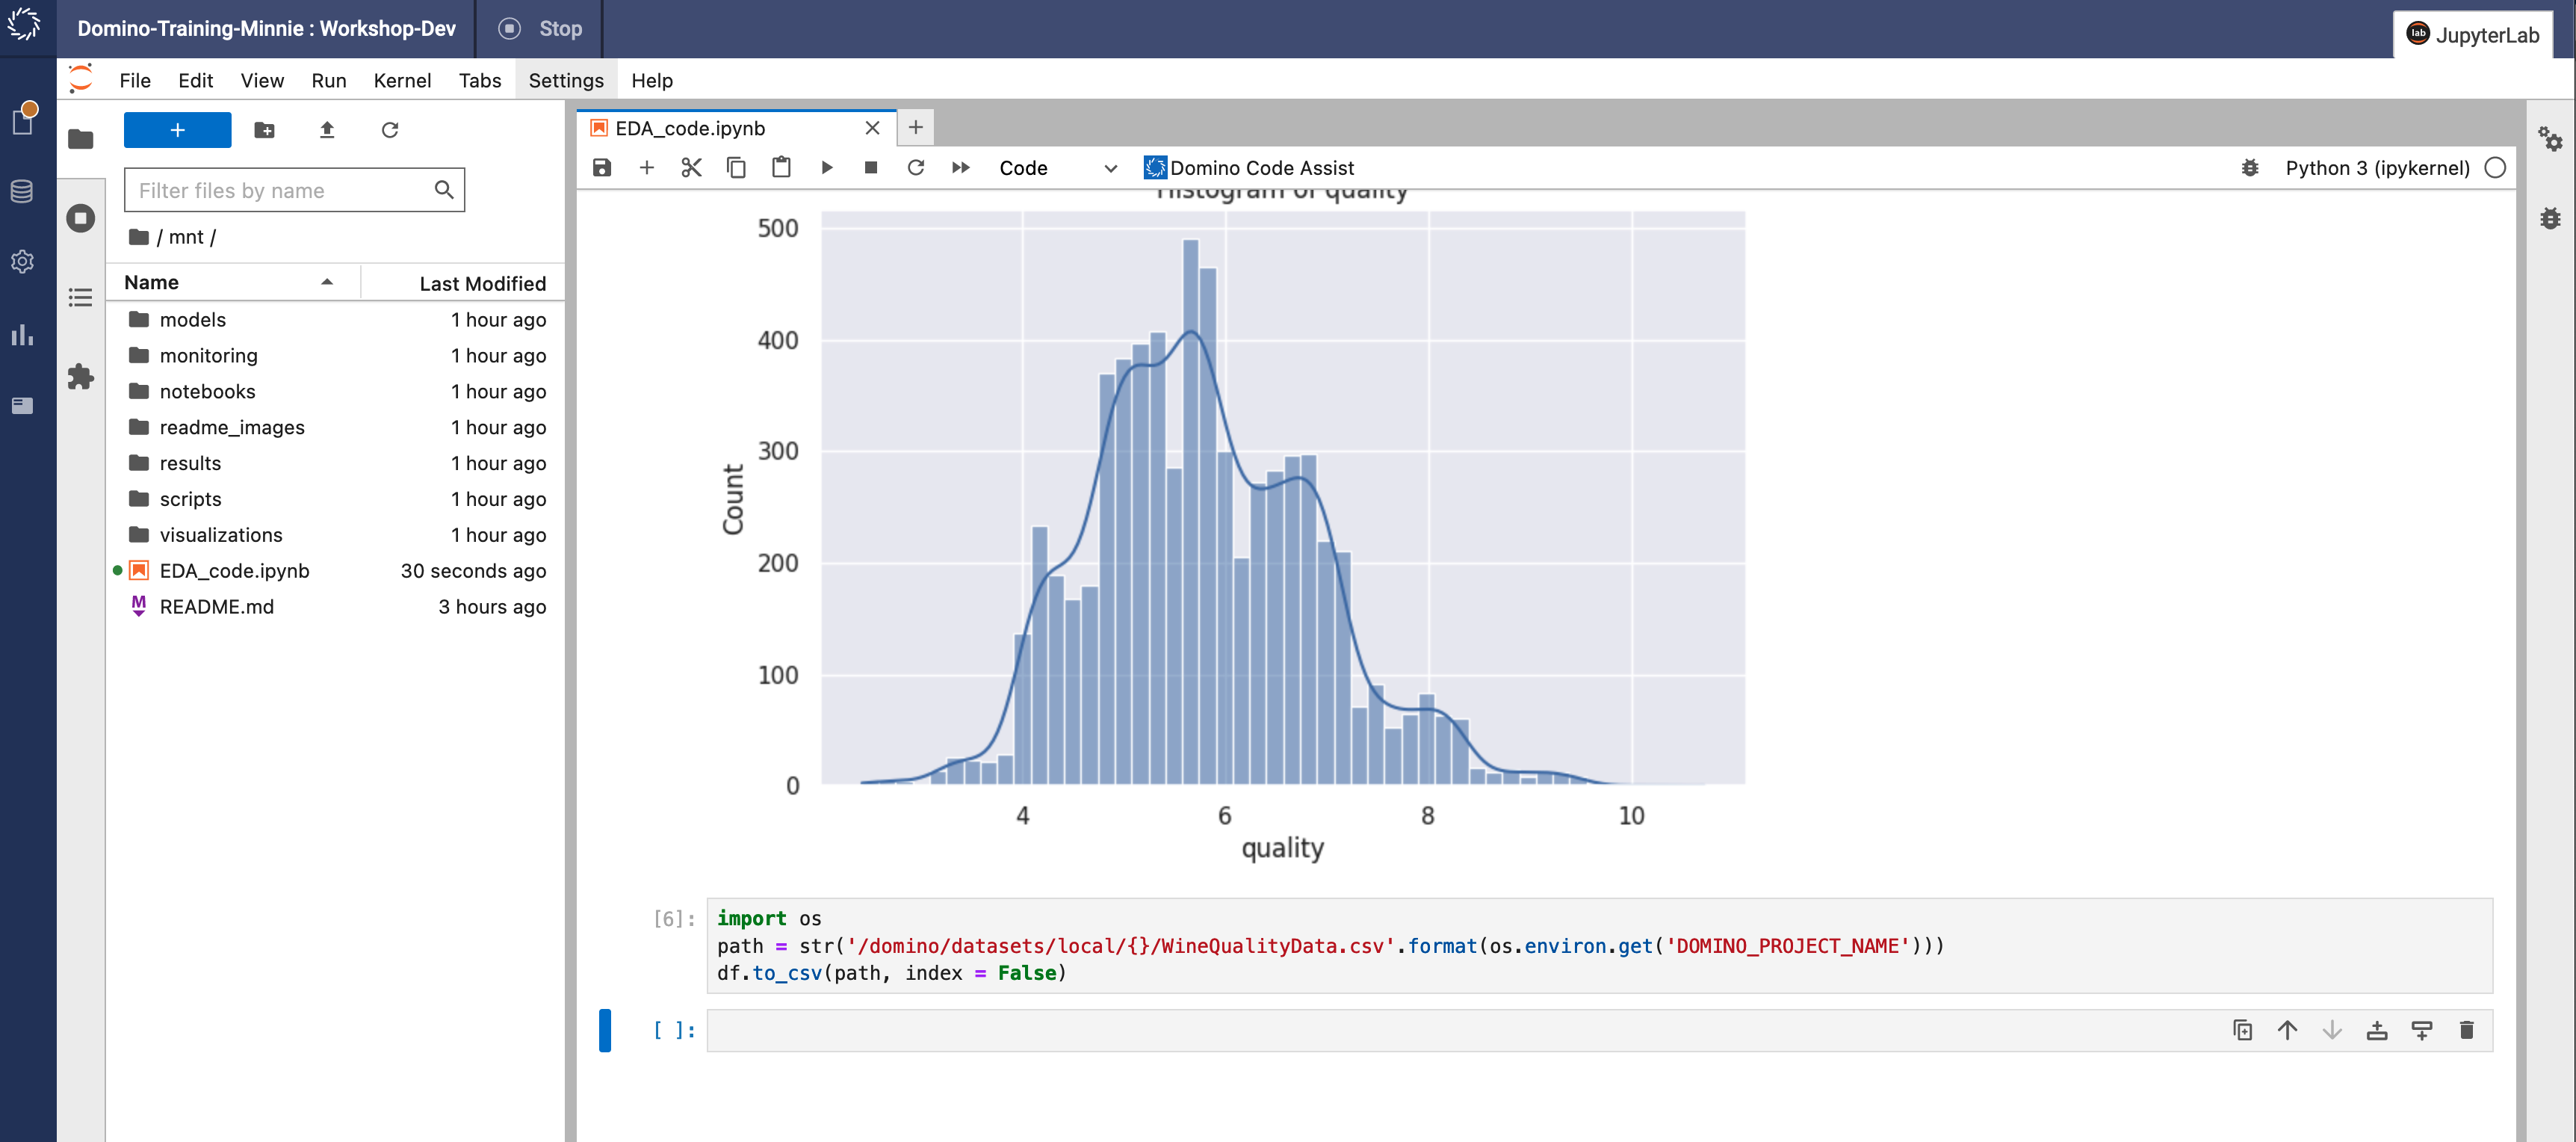 Domino-Training-Minnie : Workshop-Dev
Stop
lab JupyterLab
File Edit View Run Kernel Tabs Settings Help
EDA_code.ipynb
Filter files by name
Code
Domino Code Assist
Python 3 (ipykernel)
/ mnt /
Name Last Modified
models 1 hour ago
monitoring 1 hour ago
notebooks 1 hour ago
readme_images 1 hour ago
results 1 hour ago
scripts 1 hour ago
visualizations 1 hour ago
EDA_code.ipynb 30 seconds ago
M README.md 3 hours ago
Histogram of quality
500
400
300
200
100
0
Count
4 6 8 10
quality
[6]:
import os
path = str('/domino/datasets/local/{}/WineQualityData.csv'.format(os.environ.get('DOMINO_PROJECT_NAME')))
df.to_csv(path, index = False)
[ ]: